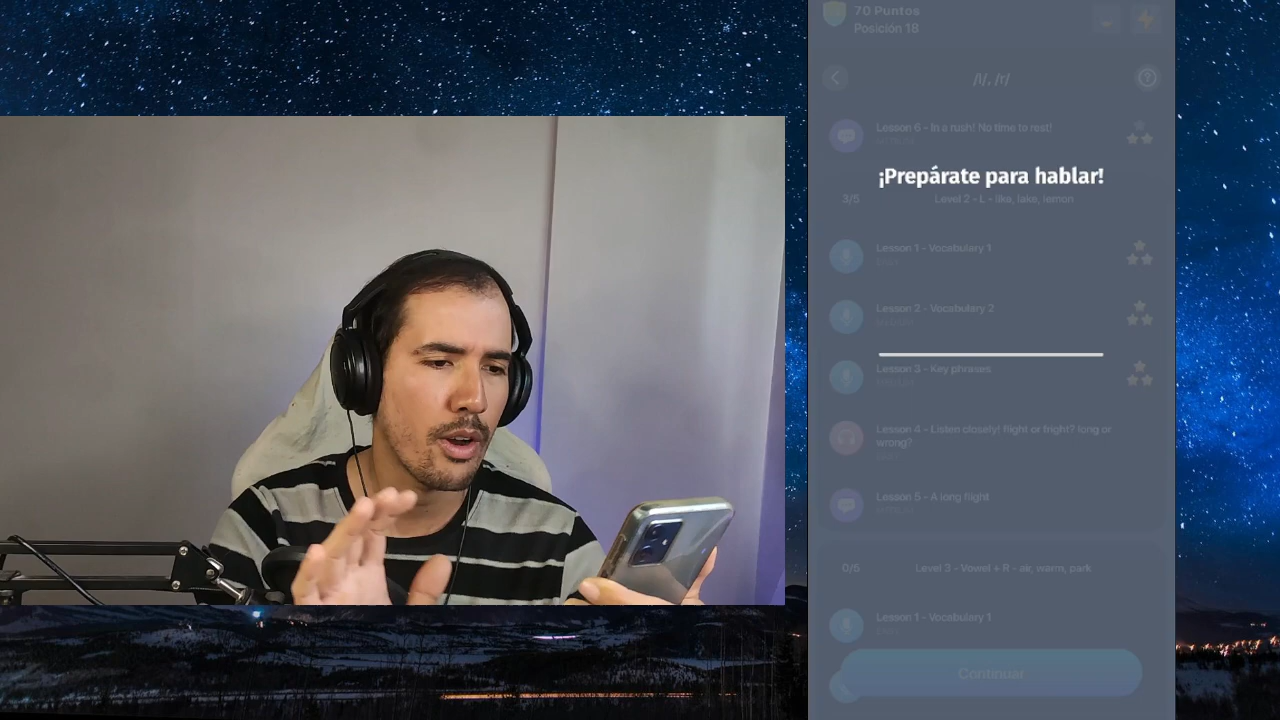 70 Puntos
Posición 18
/l/, /r/
Lesson 6 - In a rush! No time to rest!
¡Prepárate para hablar!
3/5
Level 2 - L - like, lake, lemon
Lesson 1 - Vocabulary 1
Lesson 2 - Vocabulary 2
Lesson 3 - Key phrases
Lesson 4 - Listen closely! flight or fright? long or
wrong?
Lesson 5 - A long flight
0/5
Level 3 - Vowel + R - air, warm, park
Lesson 1 - Vocabulary 1
Continuar